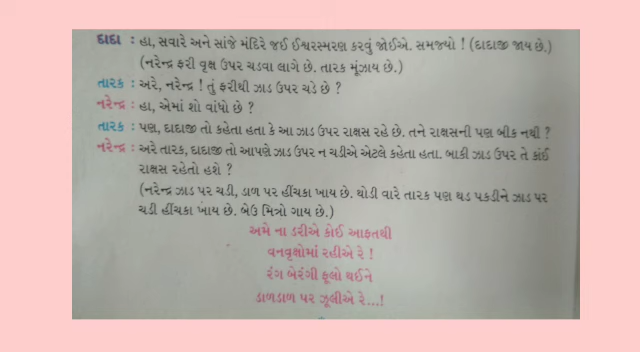 દાદા : હા, સવારે અને સાંજે મંદિરે જઈ ઈશ્વરસ્મરણ કરવું જોઈએ. સમજ્યો ! (દાદાજી જાય છે.)
(નરેન્દ્ર ફરી વૃક્ષ ઉપર ચડવા લાગે છે. તારક મૂંઝાય છે.)
તારક : અરે, નરેન્દ્ર ! તું ફરીથી ઝાડ ઉપર ચડે છે ?
નરેન્દ્ર : હા, એમાં શો વાંધો છે ?
તારક : પણ, દાદાજી તો કહેતા હતા કે આ ઝાડ ઉપર રાક્ષસ રહે છે. તને રાક્ષસની પણ બીક નથી ?
નરેન્દ્ર : અરે તારક, દાદાજી તો આપણે ઝાડ ઉપર ન ચડીએ એટલે કહેતા હતા. બાકી ઝાડ ઉપર તે કાંઈ
રાક્ષસ રહેતો હશે ?
(નરેન્દ્ર ઝાડ પર ચડી, ડાળ પર હીંચકા ખાય છે. થોડી વારે તારક પણ થડ પકડીને ઝાડ પર
ચડી હીંચકા ખાય છે. બેઉ મિત્રો ગાય છે.)
અમે ના ડરીએ કોઈ આફતથી
વનવૃક્ષોમાં રહીએ રે !
રંગ બેરંગી ફૂલો થઈને
ડાળડાળ પર ઝૂલીએ રે...!